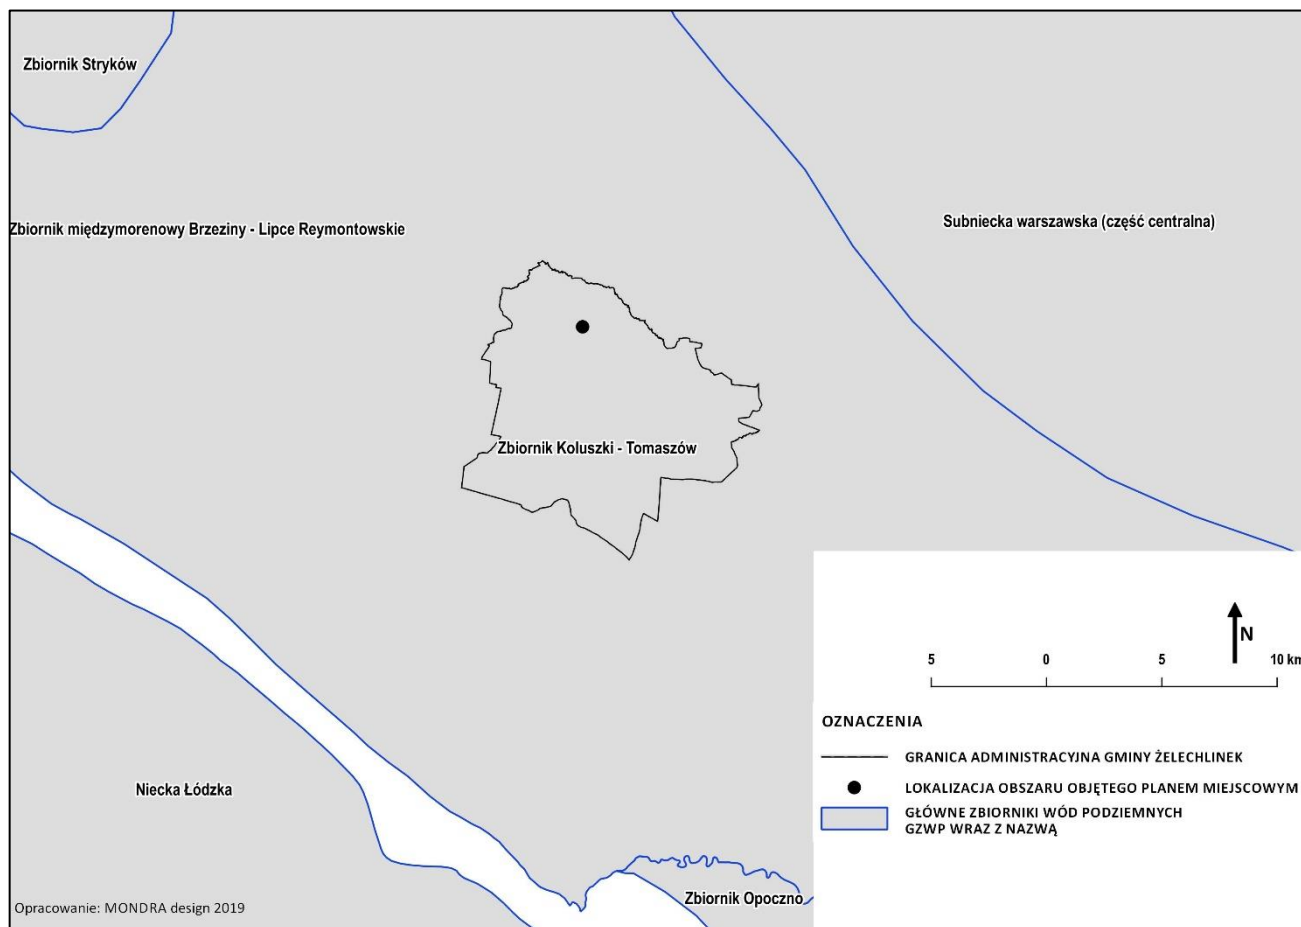 Zbiornik Stryków
Zbiornik międzymorenowy Brzeziny - Lipce Reymontowskie
Subniecka warszawska (część centralna)
Zbiornik Koluszki - Tomaszów
Niecka Łódzka
Zbiornik Opoczno
N
5 0 5 10 km
OZNACZENIA
GRANICA ADMINISTRACYJNA GMINY ŻELECHLINEK
LOKALIZACJA OBSZARU OBJĘTEGO PLANEM MIEJSCOWYM
GŁÓWNE ZBIORNIKI WÓD PODZIEMNYCH
GZWP WRAZ Z NAZWĄ
Opracowanie: MONDRA design 2019